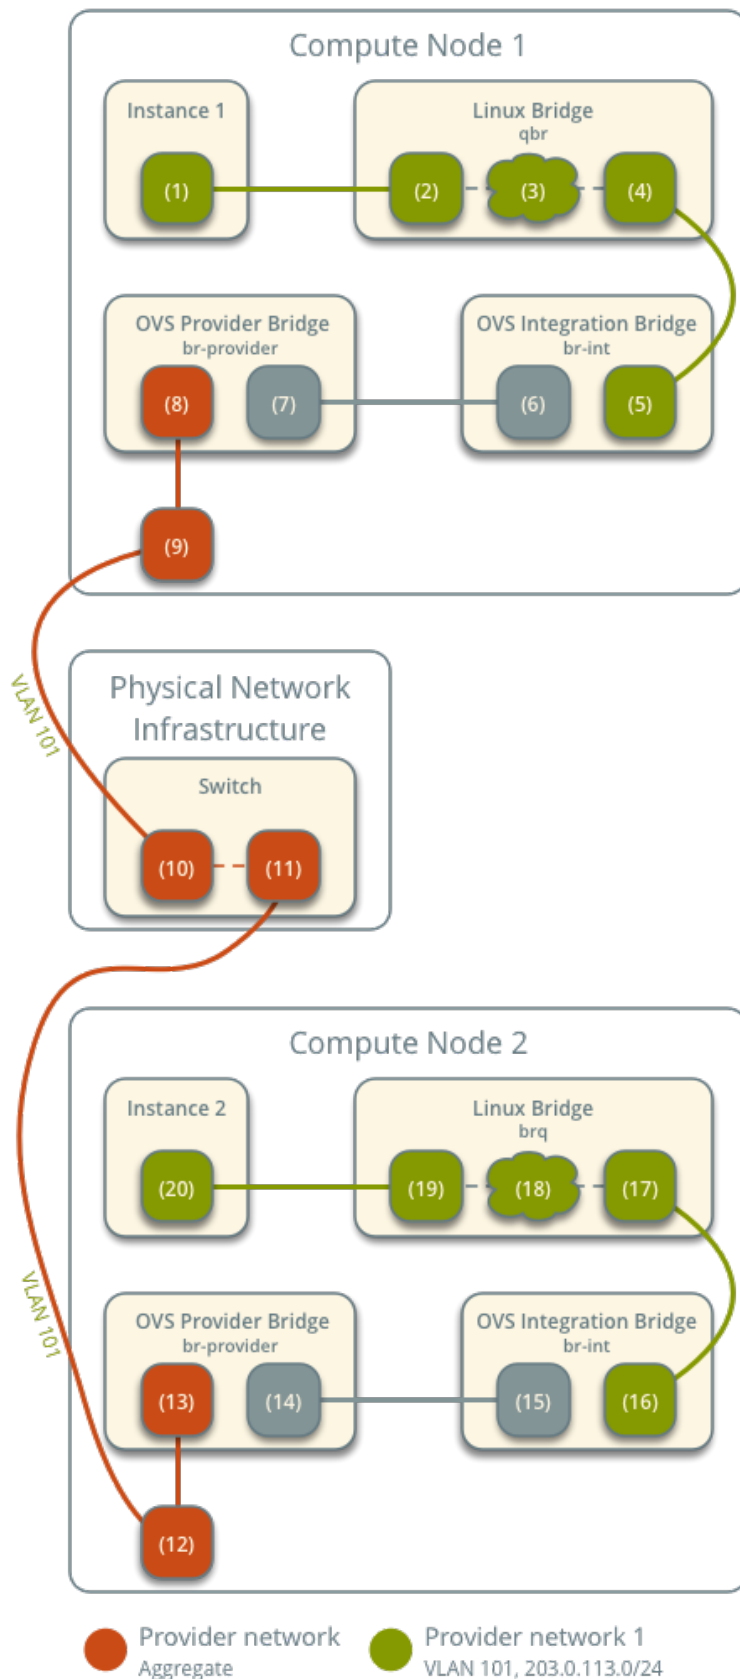 Compute Node 1
Instance 1
Linux Bridge
qbr
(1)
(2)
(3)
(4)
OVS Provider Bridge
br-provider
OVS Integration Bridge
br-int
(8)
(7)
(6)
(5)
(9)
VLAN 101
Physical Network
Infrastructure
Switch
(10)
(11)
Compute Node 2
Instance 2
Linux Bridge
brq
(20)
(19)
(18)
(17)
VLAN 101
OVS Provider Bridge
br-provider
OVS Integration Bridge
br-int
(13)
(14)
(15)
(16)
(12)
Provider network
Aggregate
Provider network 1
VLAN 101, 203.0.113.0/24